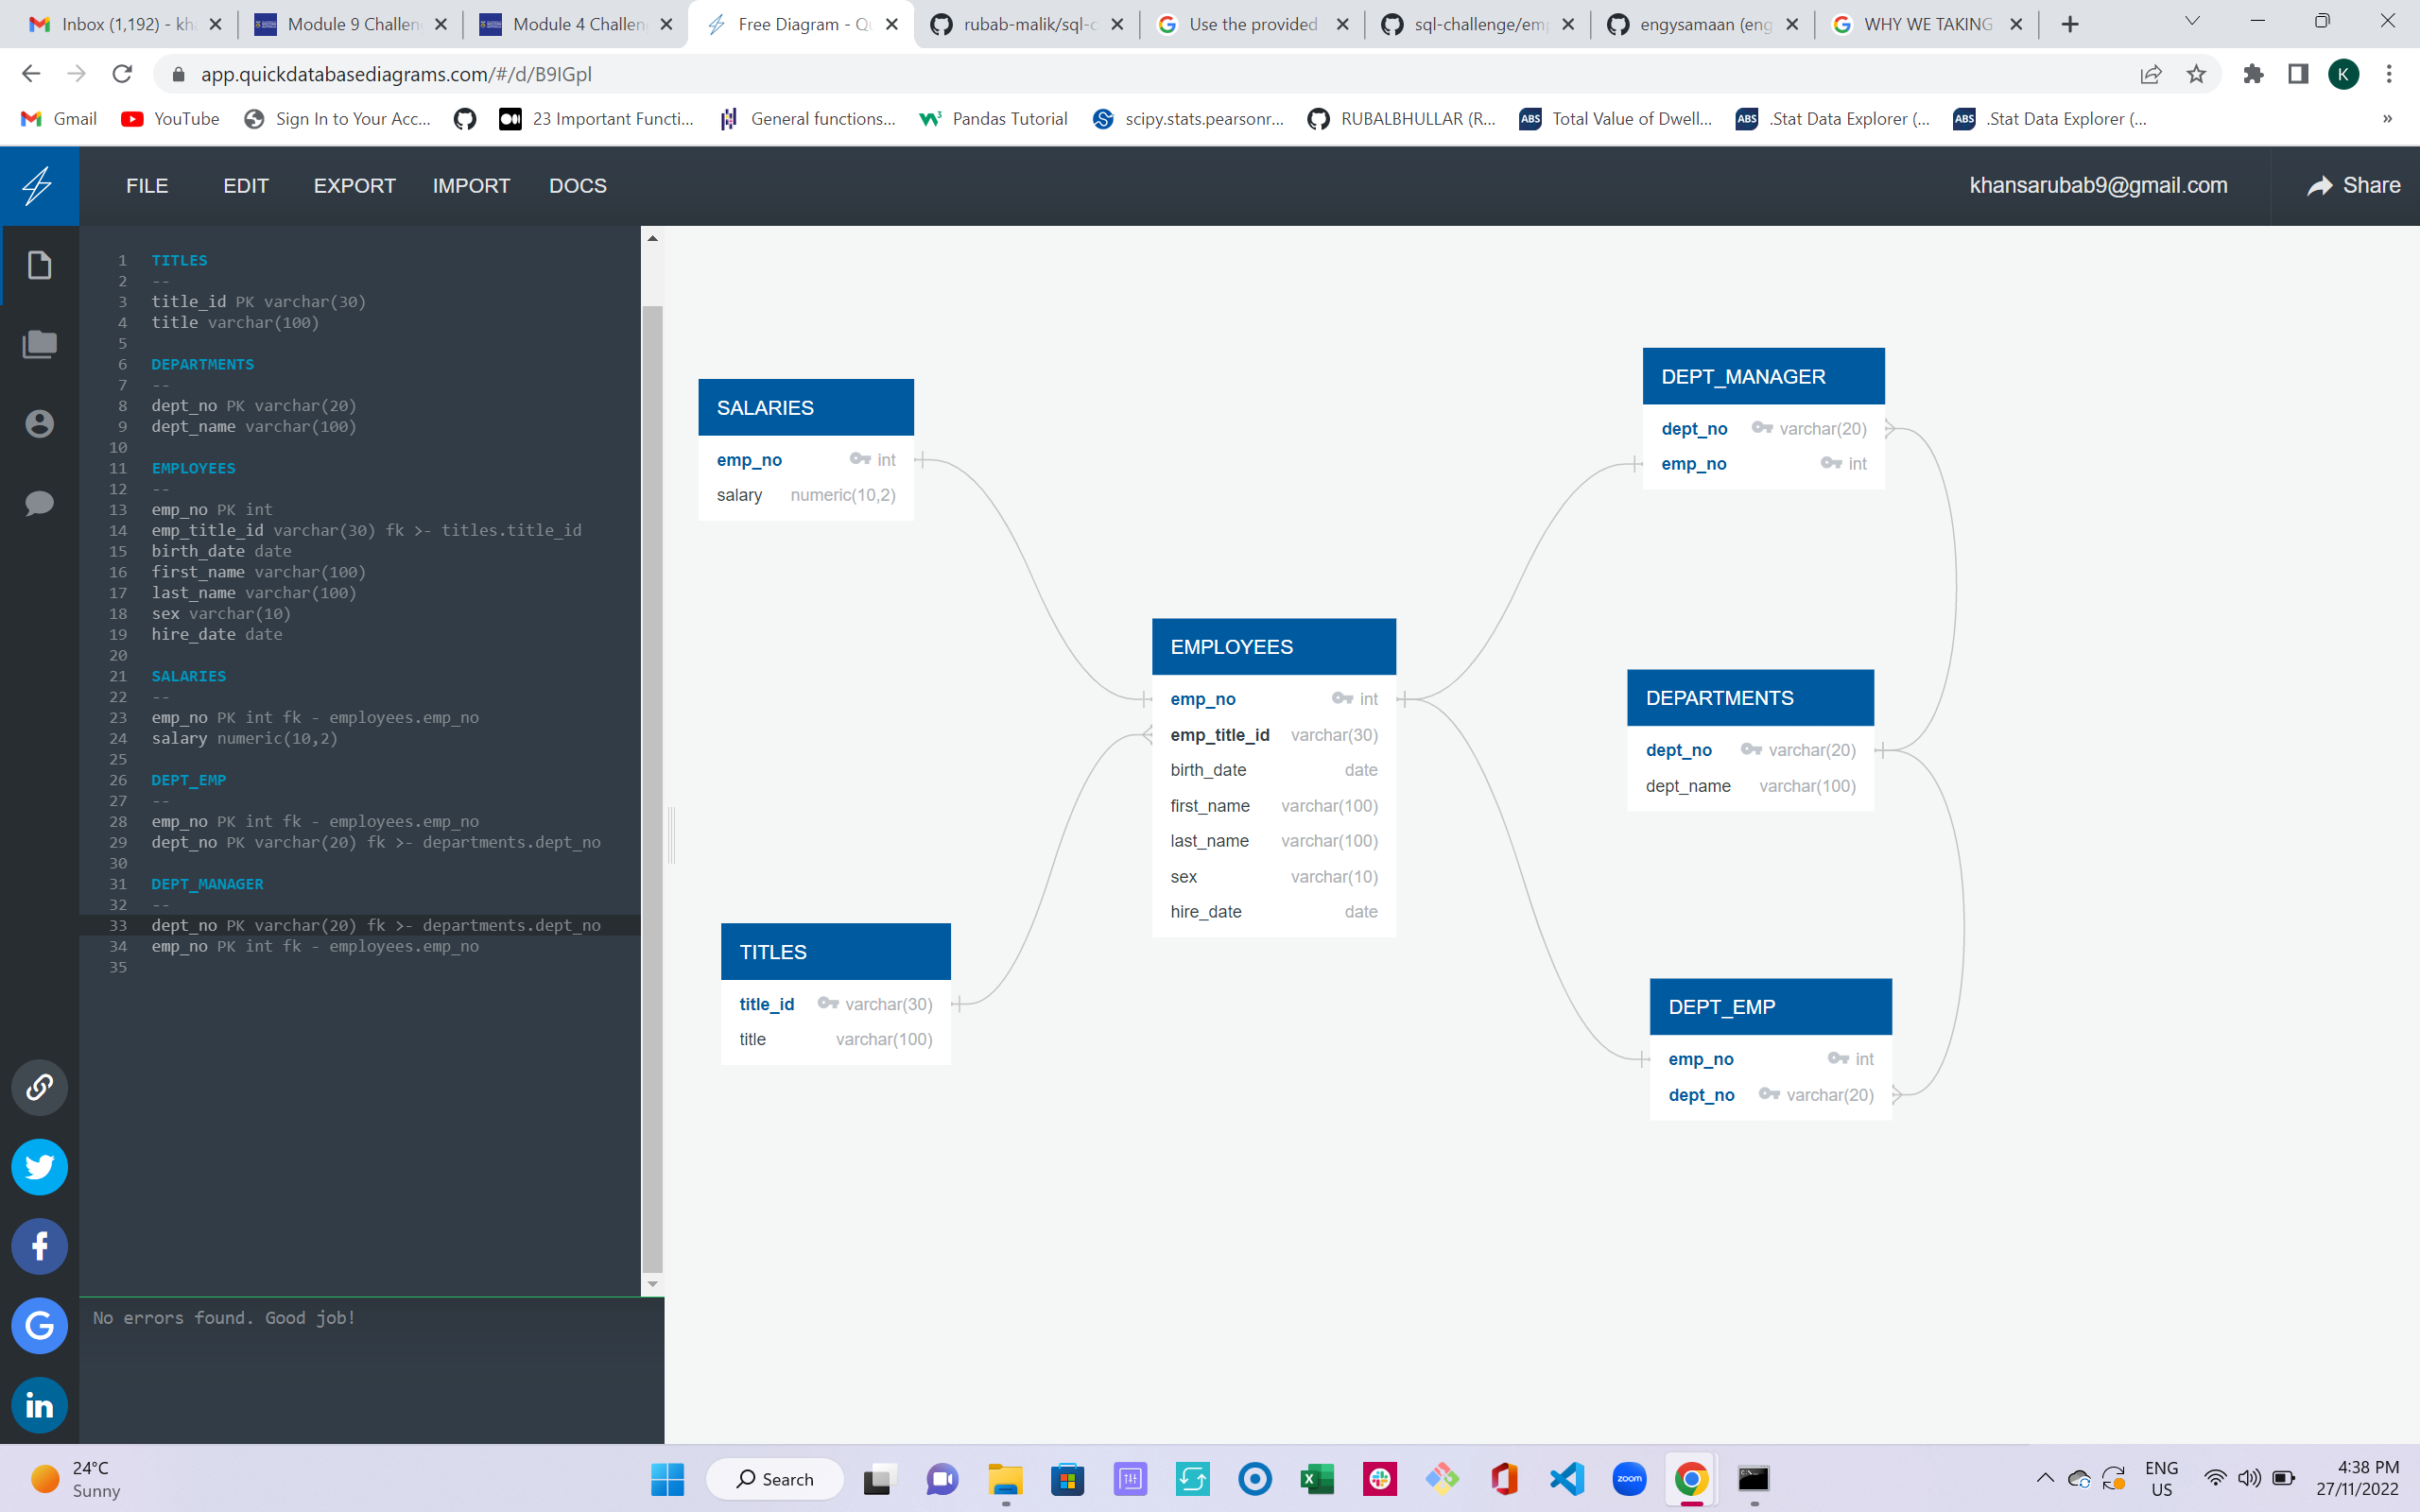 Inbox (1,192) - kh
Module 9 Challen
Module 4 Challen
Free Diagram - Qu
rubab-malik/sql-c
Use the provided
sql-challenge/emp
engysamaan (eng
WHY WE TAKING
app.quickdatabasediagrams.com/#/d/B9IGpl
K
Gmail
YouTube
Sign In to Your Acc...
23 Important Functi...
General functions...
Pandas Tutorial
scipy.stats.pearsonr...
RUBALBHULLAR (R...
ABS Total Value of Dwell...
ABS .Stat Data Explorer (...
ABS .Stat Data Explorer (...
»
FILE EDIT EXPORT IMPORT DOCS
khansarubab9@gmail.com
Share
1 TITLES
2 --
3 title_id PK varchar(30)
4 title varchar(100)
5
6 DEPARTMENTS
7 --
8 dept_no PK varchar(20)
9 dept_name varchar(100)
10
11 EMPLOYEES
12 --
13 emp_no PK int
14 emp_title_id varchar(30) fk >- titles.title_id
15 birth_date date
16 first_name varchar(100)
17 last_name varchar(100)
18 sex varchar(10)
19 hire_date date
20
21 SALARIES
22 --
23 emp_no PK int fk - employees.emp_no
24 salary numeric(10,2)
25
26 DEPT_EMP
27 --
28 emp_no PK int fk - employees.emp_no
29 dept_no PK varchar(20) fk >- departments.dept_no
30
31 DEPT_MANAGER
32 --
33 dept_no PK varchar(20) fk >- departments.dept_no
34 emp_no PK int fk - employees.emp_no
35
No errors found. Good job!
SALARIES
emp_no int
salary numeric(10,2)
TITLES
title_id varchar(30)
title varchar(100)
EMPLOYEES
emp_no int
emp_title_id varchar(30)
birth_date date
first_name varchar(100)
last_name varchar(100)
sex varchar(10)
hire_date date
DEPT_MANAGER
dept_no varchar(20)
emp_no int
DEPARTMENTS
dept_no varchar(20)
dept_name varchar(100)
DEPT_EMP
emp_no int
dept_no varchar(20)
24°C
Sunny
Search
zoom
ENG
US
4:38 PM
27/11/2022